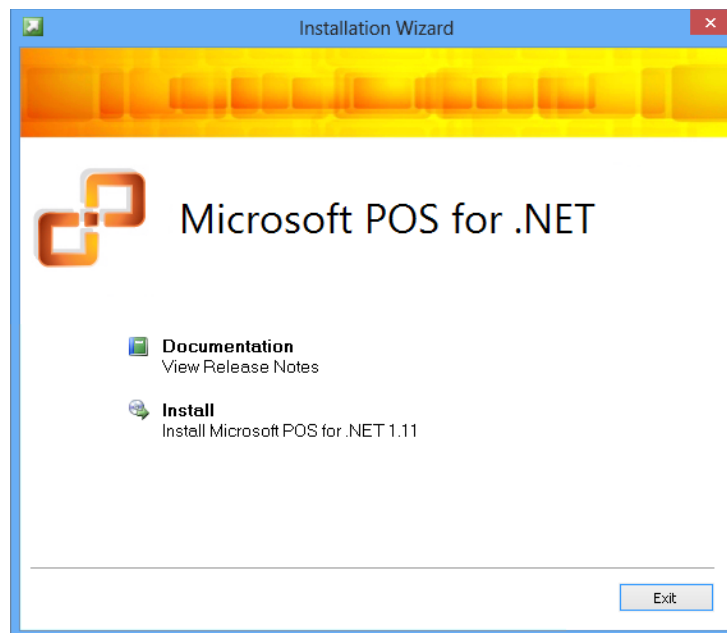 Installation Wizard
Microsoft POS for .NET
Documentation
View Release Notes
Install
Install Microsoft POS for .NET 1.11
Exit